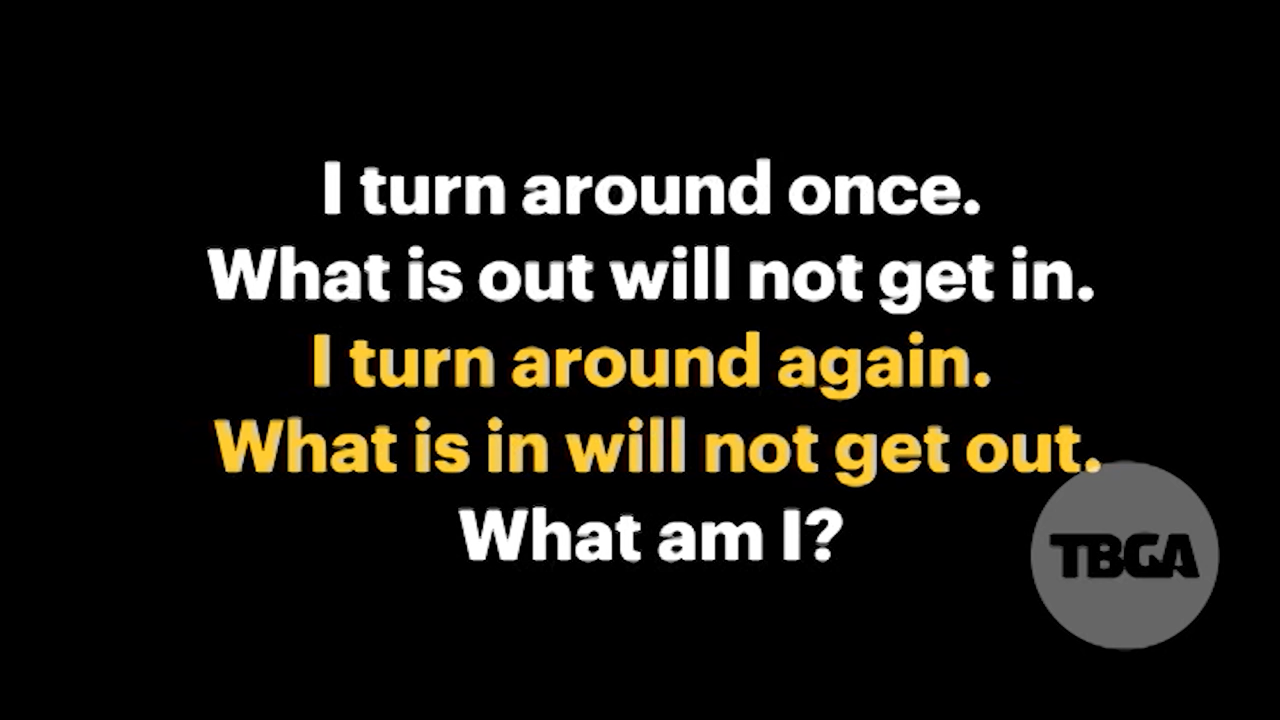 I turn around once.
What is out will not get in.
I turn around again.
What is in will not get out.
What am I?
TBGA